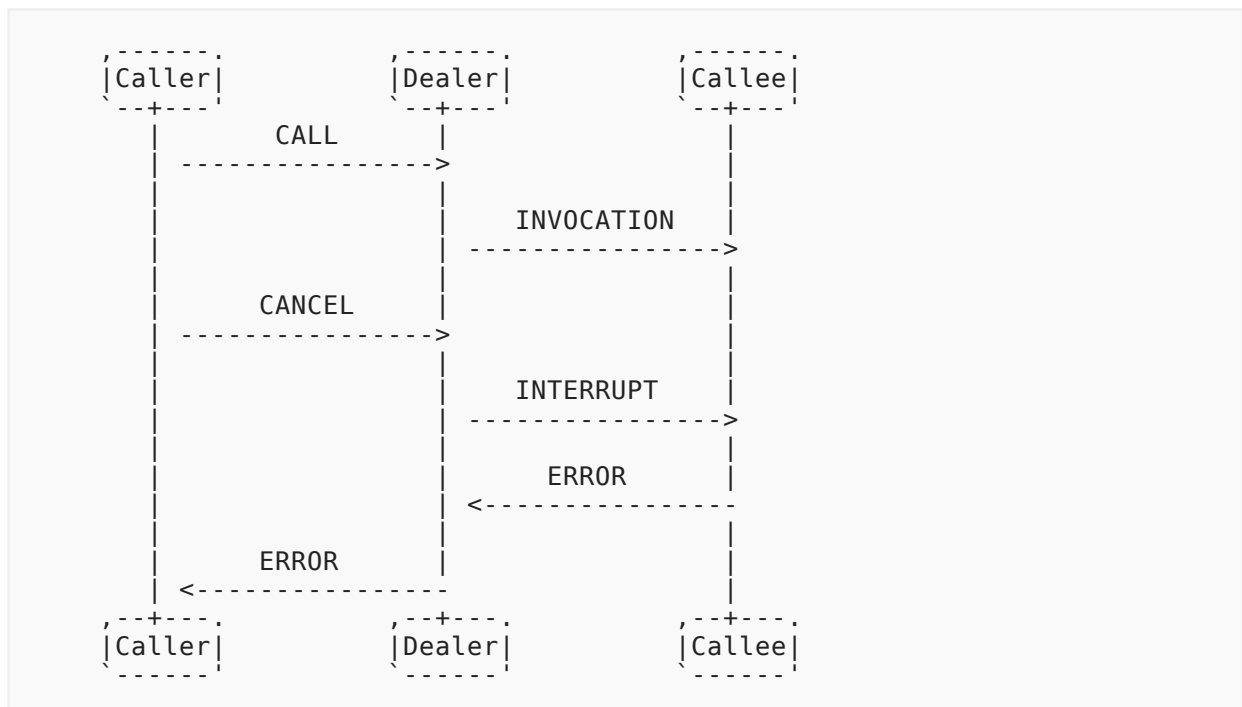 ,------.          ,------.          ,------.
|Caller|          |Dealer|          |Callee|
`--+---'          `--+---'          `--+---'
   |       CALL      |                 |
   | ---------------->                 |
   |                 |                 |
   |                 |    INVOCATION   |
   |                 | ---------------->
   |                 |                 |
   |      CANCEL     |                 |
   | ---------------->                 |
   |                 |                 |
   |                 |    INTERRUPT    |
   |                 | ---------------->
   |                 |                 |
   |                 |      ERROR      |
   |                 | <----------------
   |                 |                 |
   |      ERROR      |                 |
   | <----------------                 |
,--+---.          ,--+---.          ,--+---.
|Caller|          |Dealer|          |Callee|
`------'          `------'          `------'